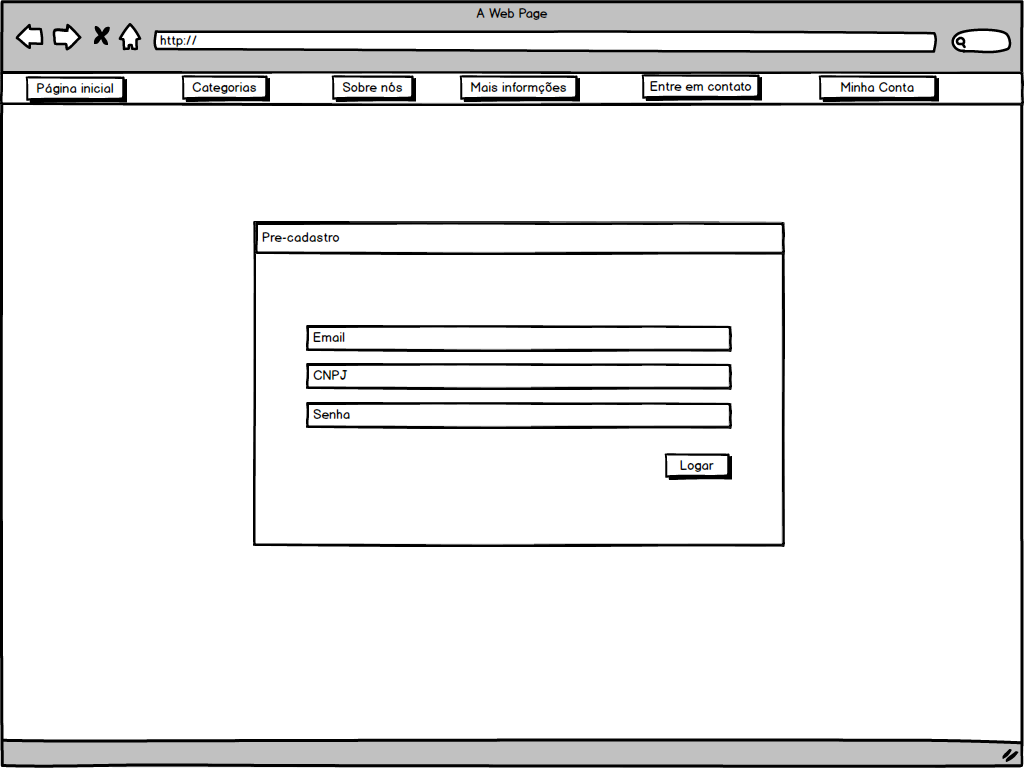 A Web Page
http://
Página inicial
Categorias
Sobre nós
Mais informções
Entre em contato
Minha Conta
Pre-cadastro
Email
CNPJ
Senha
Logar